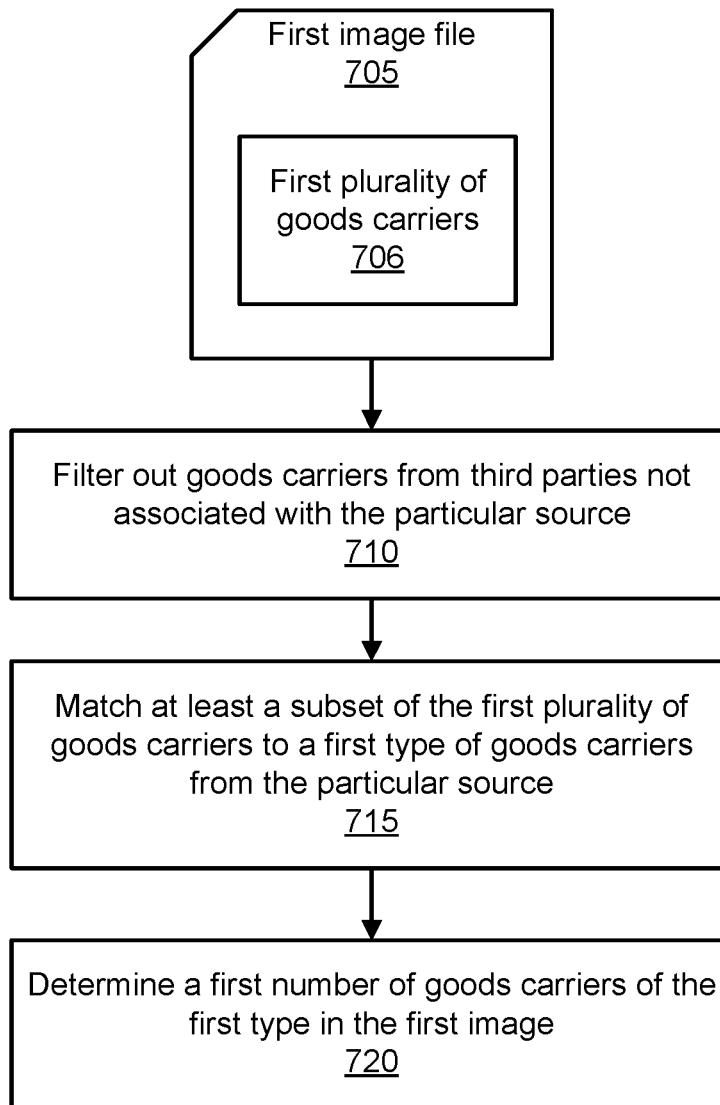 First image file
705
First plurality of
goods carriers
706
Filter out goods carriers from third parties not
associated with the particular source
710
Match at least a subset of the first plurality of
goods carriers to a first type of goods carriers
from the particular source
715
Determine a first number of goods carriers of the
first type in the first image
720